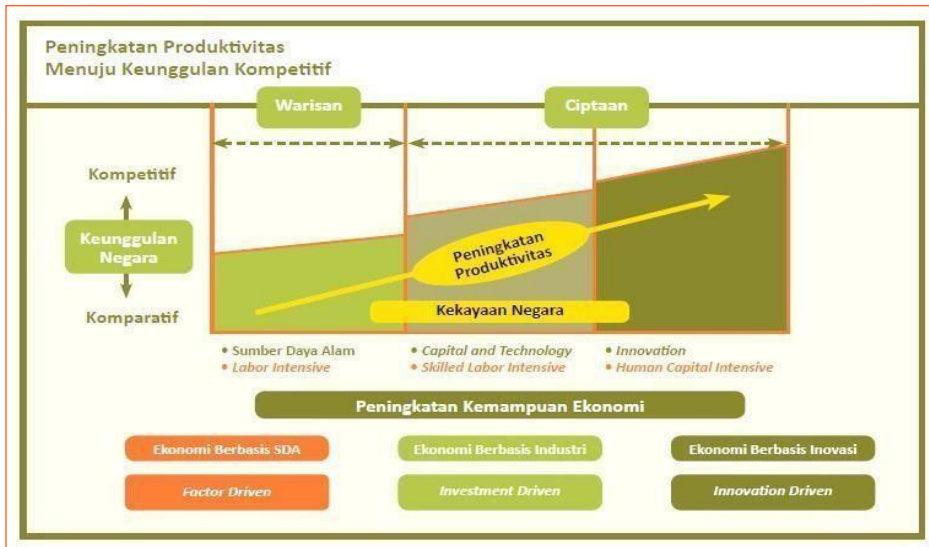 Peningkatan Produktivitas
Menuju Keunggulan Kompetitif
Warisan
Ciptaan
Kompetitif
Keunggulan
Negara
Komparatif
Peningkatan
Produktivitas
Kekayaan Negara
• Sumber Daya Alam
• Labor Intensive
• Capital and Technology
• Skilled Labor Intensive
• Innovation
• Human Capital Intensive
Peningkatan Kemampuan Ekonomi
Ekonomi Berbasis SDA
Ekonomi Berbasis Industri
Ekonomi Berbasis Inovasi
Factor Driven
Investment Driven
Innovation Driven